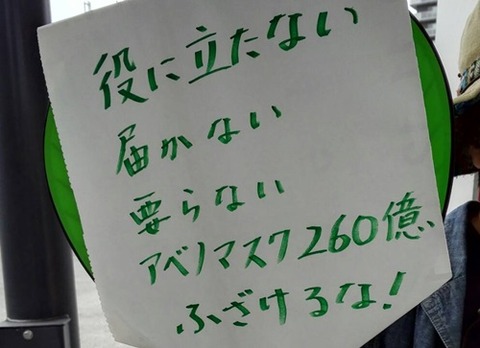 役に立たない
届かない
要らない
アベノマスク260億
ふざけるな!